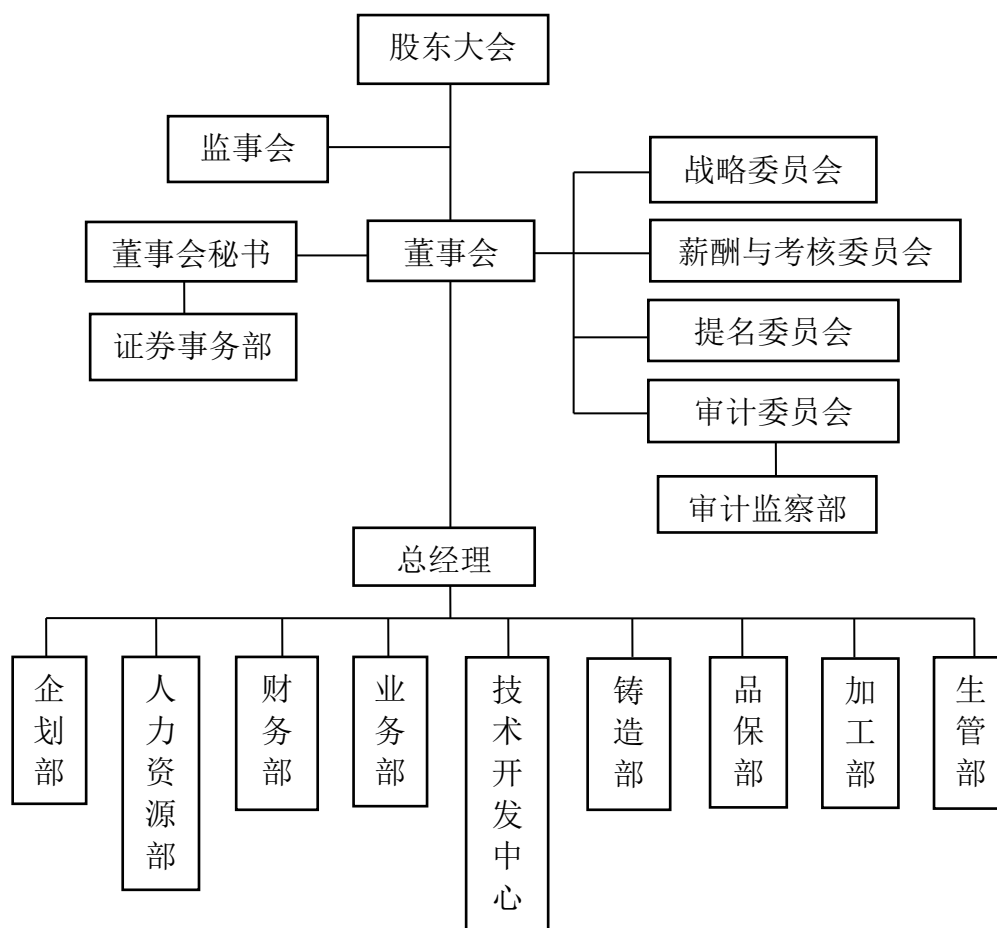 股东大会
监事会
战略委员会
董事会秘书
董事会
薪酬与考核委员会
证券事务部
提名委员会
审计委员会
审计监察部
总经理
企划部
人力资源部
财务部
业务部
技术开发中心
铸造部
品保部
加工部
生管部